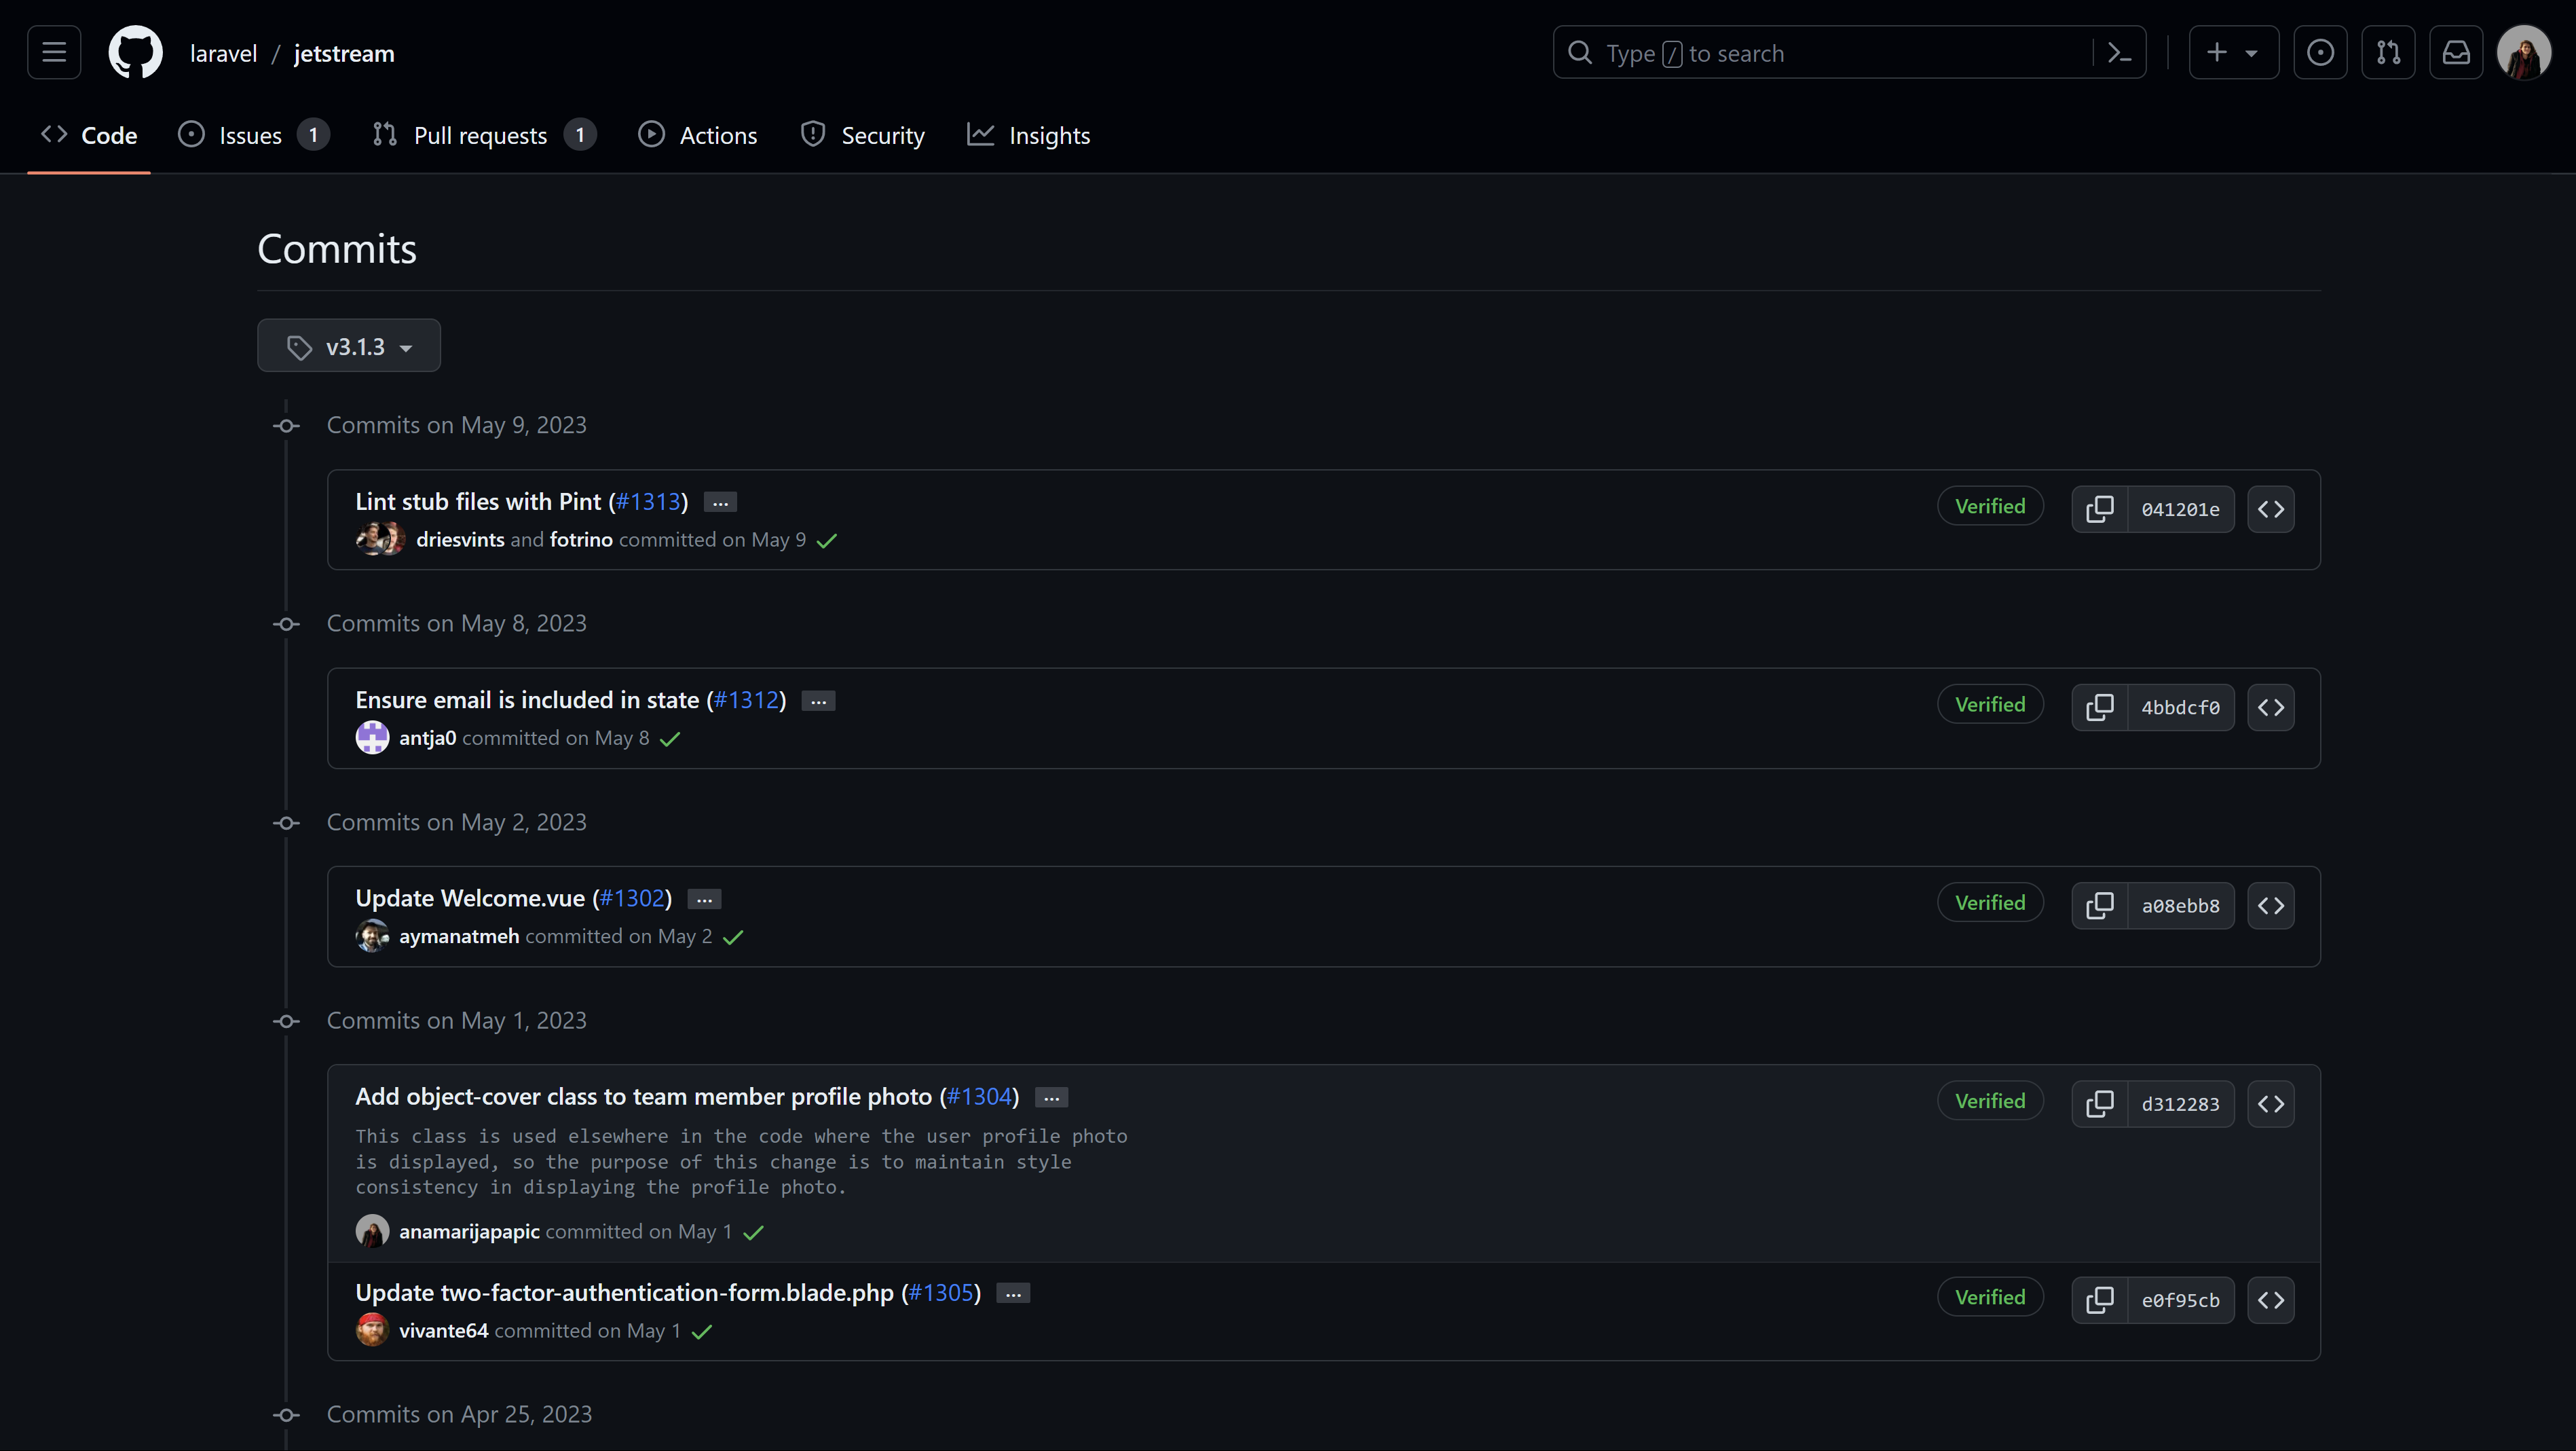 laravel / jetstream
Type / to search
Code
Issues 1
Pull requests 1
Actions
Security
Insights
Commits
v3.1.3
Commits on May 9, 2023
Lint stub files with Pint (#1313) ...
driesvints and fotrino committed on May 9
Verified
041201e
Commits on May 8, 2023
Ensure email is included in state (#1312) ...
antja0 committed on May 8
Verified
4bbdcf0
Commits on May 2, 2023
Update Welcome.vue (#1302) ...
aymanatmeh committed on May 2
Verified
a08ebb8
Commits on May 1, 2023
Add object-cover class to team member profile photo (#1304) ...
This class is used elsewhere in the code where the user profile photo
is displayed, so the purpose of this change is to maintain style
consistency in displaying the profile photo.
anamarijapapic committed on May 1
Verified
d312283
Update two-factor-authentication-form.blade.php (#1305) ...
vivante64 committed on May 1
Verified
e0f95cb
Commits on Apr 25, 2023